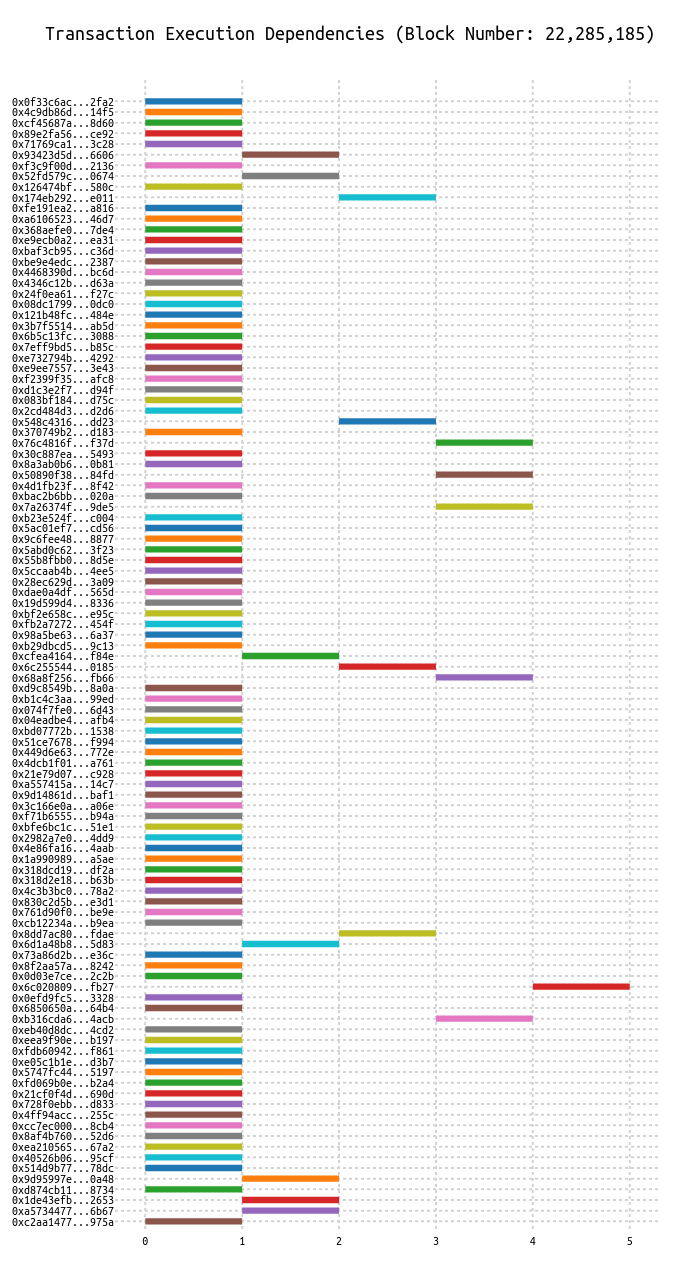 Transaction Execution Dependencies (Block Number: 22,285,185)
0x0f33c6ac...2fa2
0x4c9db86d...14f5
0xcf45687a...8d60
0x89e2fa56...ce92
0x71769ca1...3c28
0x93423d5d...6606
0xf3c9f00d...2136
0x52fd579c...0674
0x126474bf...580c
0x174eb292...e011
0xfe191ea2...a816
0xa6106523...46d7
0x368aefe0...7de4
0xe9ecb0a2...ea31
0xbaf3cb95...c36d
0xbe9e4edc...2387
0x4468390d...bc6d
0x4346c12b...d63a
0x24f0ea61...f27c
0x08dc1799...0dc0
0x121b48fc...484e
0x3b7f5514...ab5d
0x6b5c13fc...3088
0x7eff9bd5...b85c
0xe732794b...4292
0xe9ee7557...3e43
0xf2399f35...afc8
0xd1c3e2f7...d94f
0x083bf184...d75c
0x2cd484d3...d2d6
0x548c4316...dd23
0x370749b2...d183
0x76c4816f...f37d
0x30c887ea...5493
0x8a3ab0b6...0b81
0x50890f38...84fd
0x4d1fb23f...8f42
0xbac2b6bb...020a
0x7a26374f...9de5
0xb23e524f...c004
0x5ac01ef7...cd56
0x9c6fee48...8877
0x5abd0c62...3f23
0x55b8fbb0...8d5e
0x5ccaab4b...4ee5
0x28ec629d...3a09
0xdae0a4df...565d
0x19d599d4...8336
0xbf2e658c...e95c
0xfb2a7272...454f
0x98a5be63...6a37
0xb29dbcd5...9c13
0xcfea4164...f84e
0x6c255544...0185
0x68a8f256...fb66
0xd9c8549b...8a0a
0xb1c4c3aa...99ed
0x074f7fe0...6d43
0x04eadbe4...afb4
0xbd07772b...1538
0x51ce7678...f994
0x449d6e63...772e
0x4dcb1f01...a761
0x21e79d07...c928
0xa557415a...14c7
0x9d14861d...baf1
0x3c166e0a...a06e
0xf71b6555...b94a
0xbfe6bc1c...51e1
0x2982a7e0...4dd9
0x4e86fa16...4aab
0x1a990989...a5ae
0x318dcd19...df2a
0x318d2e18...b63b
0x4c3b3bc0...78a2
0x830c2d5b...e3d1
0x761d90f0...be9e
0xcb12234a...b9ea
0x8dd7ac80...fdae
0x6d1a48b8...5d83
0x73a86d2b...e36c
0x8f2aa57a...8242
0x0d03e7ce...2c2b
0x6c020809...fb27
0x0efd9fc5...3328
0x6850650a...64b4
0xb316cda6...4acb
0xeb40d8dc...4cd2
0xeea9f90e...b197
0xfdb60942...f861
0xe05c1b1e...d3b7
0x5747fc44...5197
0xfd069b0e...b2a4
0x21cf0f4d...690d
0x728f0ebb...d833
0x4ff94acc...255c
0xcc7ec000...8cb4
0x8af4b760...52d6
0xea210565...67a2
0x40526b06...95cf
0x514d9b77...78dc
0x9d95997e...0a48
0xd874cb11...8734
0x1de43efb...2653
0xa5734477...6b67
0xc2aa1477...975a
0 1 2 3 4 5